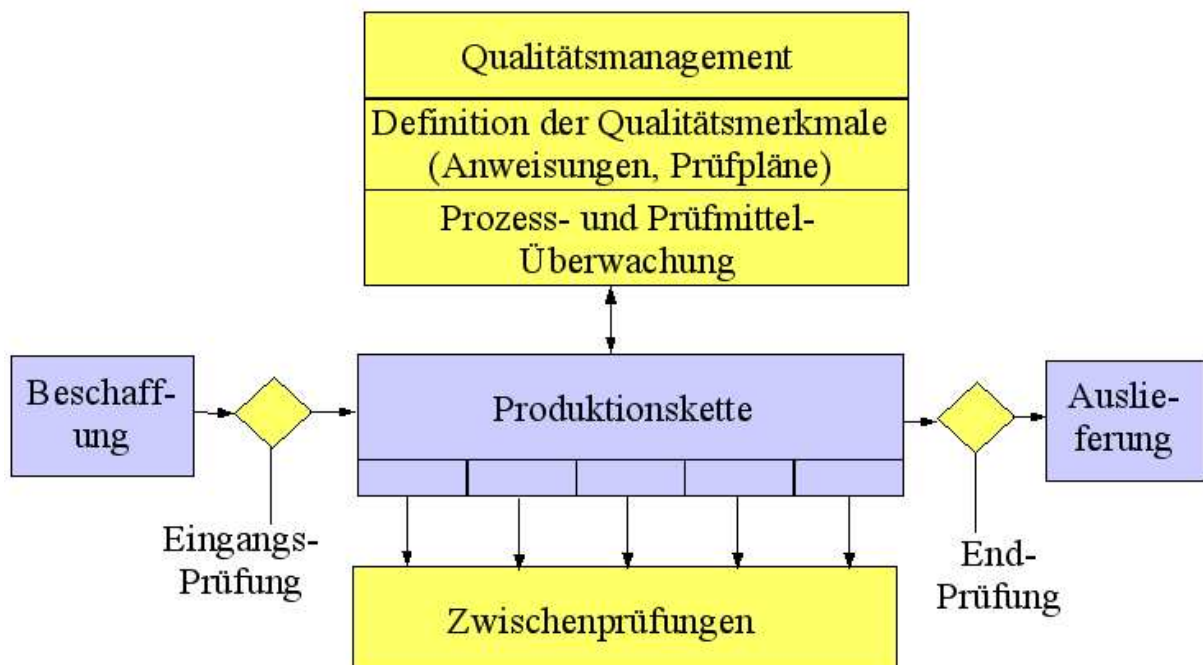 Qualitätsmanagement
Definition der Qualitätsmerkmale
(Anweisungen, Prüfpläne)
Prozess- und Prüfmittel-
Überwachung
Beschaff-
ung
Produktionskette
Auslie-
ferung
Eingangs-
Prüfung
End-
Prüfung
Zwischenprüfungen